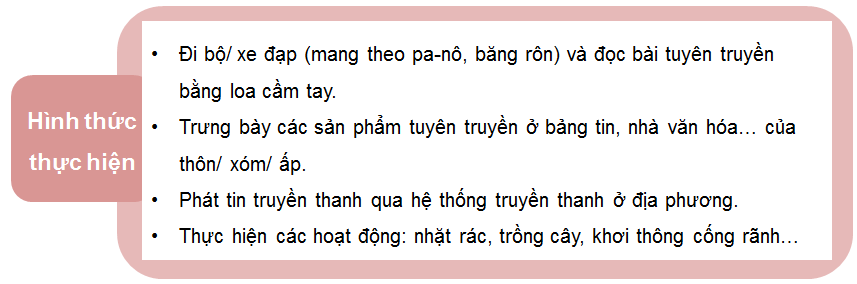 Hình thức
thực hiện
• Đi bộ/ xe đạp (mang theo pa-nô, băng rôn) và đọc bài tuyên truyền
bằng loa cầm tay.
• Trưng bày các sản phẩm tuyên truyền ở bảng tin, nhà văn hóa… của
thôn/ xóm/ ấp.
• Phát tin truyền thanh qua hệ thống truyền thanh ở địa phương.
• Thực hiện các hoạt động: nhặt rác, trồng cây, khơi thông cống rãnh…